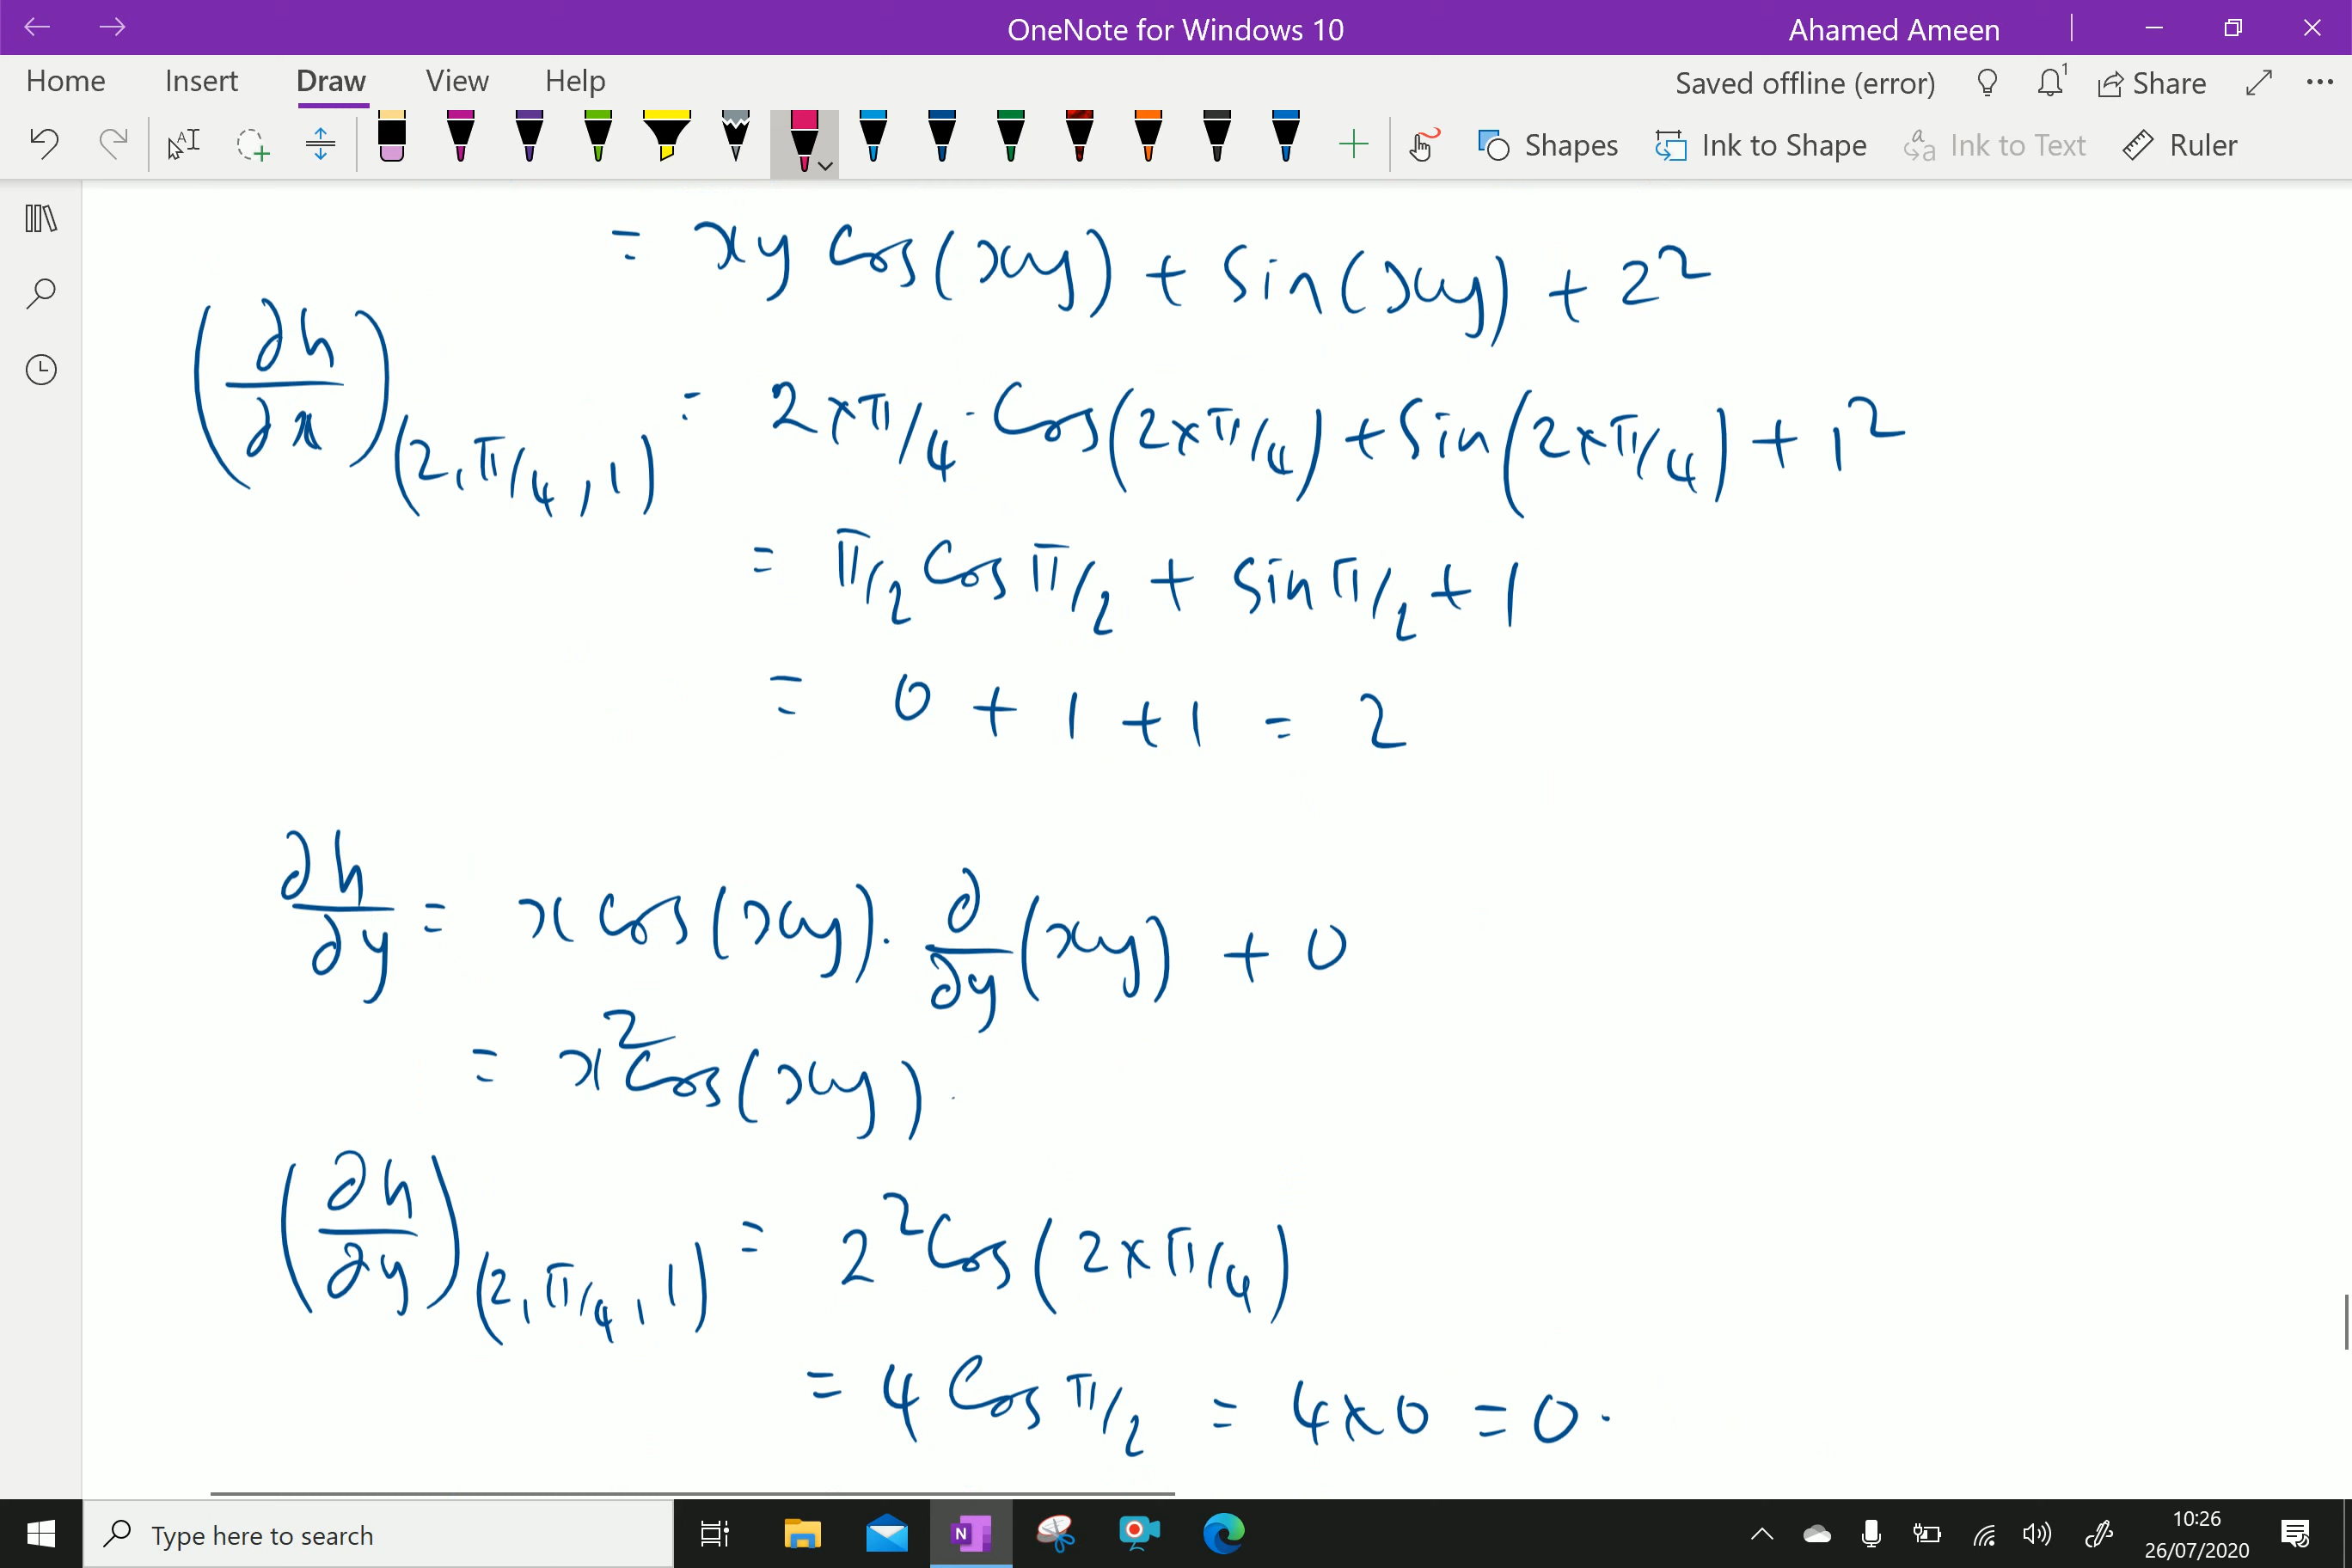 OneNote for Windows 10
Ahamed Ameen
Home Insert Draw View Help
Saved offline (error) 1 Share
Shapes Ink to Shape Ink to Text Ruler
= xy Cos(xy) + Sin(xy) + z²
(∂h/∂x)(2, π/4, 1) = 2×π/4 · Cos(2×π/4) + Sin(2×π/4) + 1²
= π/2 Cos π/2 + Sin π/2 + 1
= 0 + 1 + 1 = 2
∂h/∂y = x Cos(xy) · ∂/∂y (xy) + 0
= x² Cos(xy) .
(∂h/∂y)(2, π/4, 1) = 2² Cos(2×π/4)
= 4 Cos π/2 = 4×0 = 0 .
Type here to search
N
10:26
26/07/2020